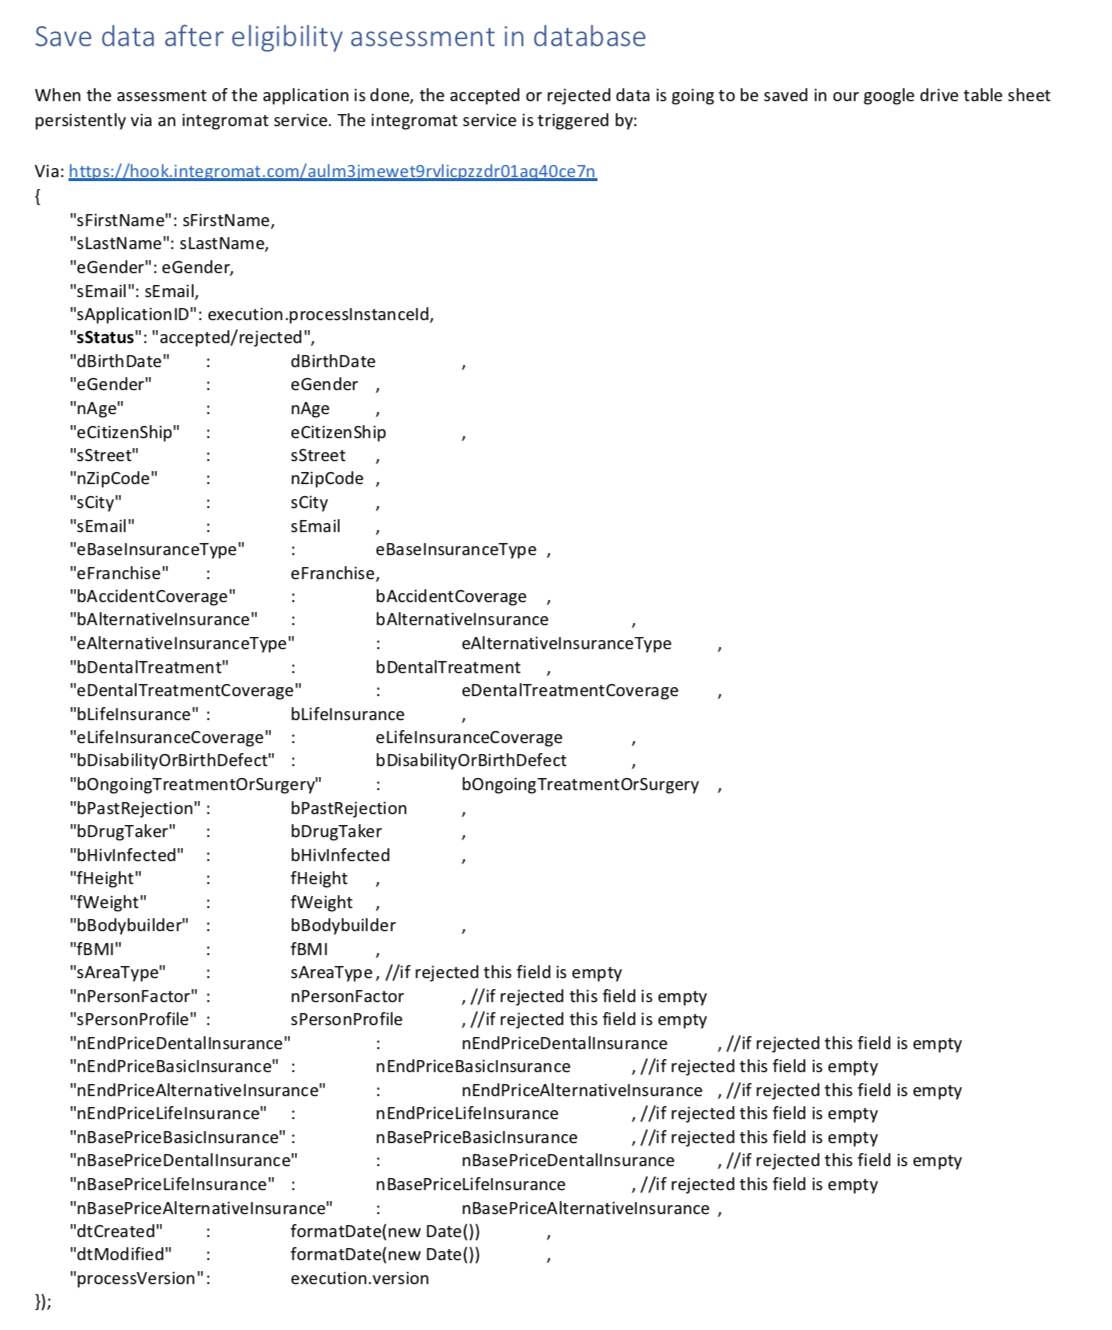 Save data after eligibility assessment in database
When the assessment of the application is done, the accepted or rejected data is going to be saved in our google drive table sheet
persistently via an integromat service. The integromat service is triggered by:
Via: https://hook.integromat.com/aulm3jmewet9rvlicpzzdr01aq40ce7n
{
"sFirstName": sFirstName,
"sLastName": sLastName,
"eGender": eGender,
"sEmail": sEmail,
"sApplicationID": execution.processInstanceId,
"sStatus": "accepted/rejected",
"dBirthDate" : dBirthDate ,
"eGender" : eGender ,
"nAge" : nAge ,
"eCitizenShip" : eCitizenShip ,
"sStreet" : sStreet ,
"nZipCode" : nZipCode ,
"sCity" : sCity ,
"sEmail" : sEmail ,
"eBaseInsuranceType" : eBaseInsuranceType ,
"eFranchise" : eFranchise,
"bAccidentCoverage" : bAccidentCoverage ,
"bAlternativeInsurance" : bAlternativeInsurance ,
"eAlternativeInsuranceType" : eAlternativeInsuranceType ,
"bDentalTreatment" : bDentalTreatment ,
"eDentalTreatmentCoverage" : eDentalTreatmentCoverage ,
"bLifeInsurance" : bLifeInsurance ,
"eLifeInsuranceCoverage" : eLifeInsuranceCoverage ,
"bDisabilityOrBirthDefect" : bDisabilityOrBirthDefect ,
"bOngoingTreatmentOrSurgery" : bOngoingTreatmentOrSurgery ,
"bPastRejection" : bPastRejection ,
"bDrugTaker" : bDrugTaker ,
"bHivInfected" : bHivInfected ,
"fHeight" : fHeight ,
"fWeight" : fWeight ,
"bBodybuilder" : bBodybuilder ,
"fBMI" : fBMI ,
"sAreaType" : sAreaType, //if rejected this field is empty
"nPersonFactor" : nPersonFactor , //if rejected this field is empty
"sPersonProfile" : sPersonProfile , //if rejected this field is empty
"nEndPriceDentalInsurance" : nEndPriceDentalInsurance , //if rejected this field is empty
"nEndPriceBasicInsurance" : nEndPriceBasicInsurance , //if rejected this field is empty
"nEndPriceAlternativeInsurance" : nEndPriceAlternativeInsurance , //if rejected this field is empty
"nEndPriceLifeInsurance" : nEndPriceLifeInsurance , //if rejected this field is empty
"nBasePriceBasicInsurance" : nBasePriceBasicInsurance , //if rejected this field is empty
"nBasePriceDentalInsurance" : nBasePriceDentalInsurance , //if rejected this field is empty
"nBasePriceLifeInsurance" : nBasePriceLifeInsurance , //if rejected this field is empty
"nBasePriceAlternativeInsurance" : nBasePriceAlternativeInsurance ,
"dtCreated" : formatDate(new Date()) ,
"dtModified" : formatDate(new Date()) ,
"processVersion" : execution.version
});